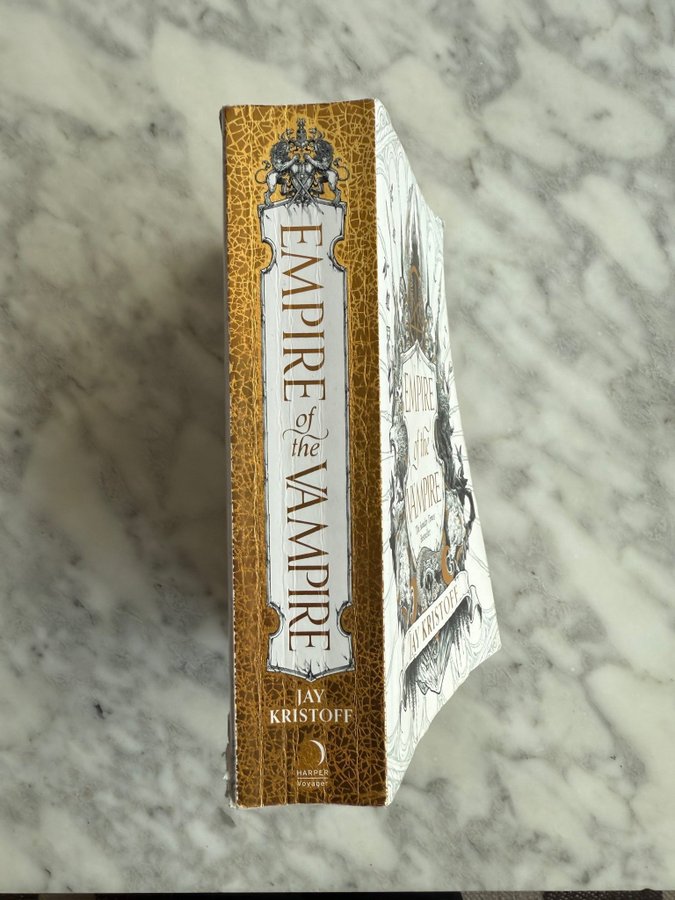 EMPIRE of the VAMPIRE
JAY
KRISTOFF
HARPER
Voyager
EMPIRE
of the
VAMPIRE
JAY KRISTOFF